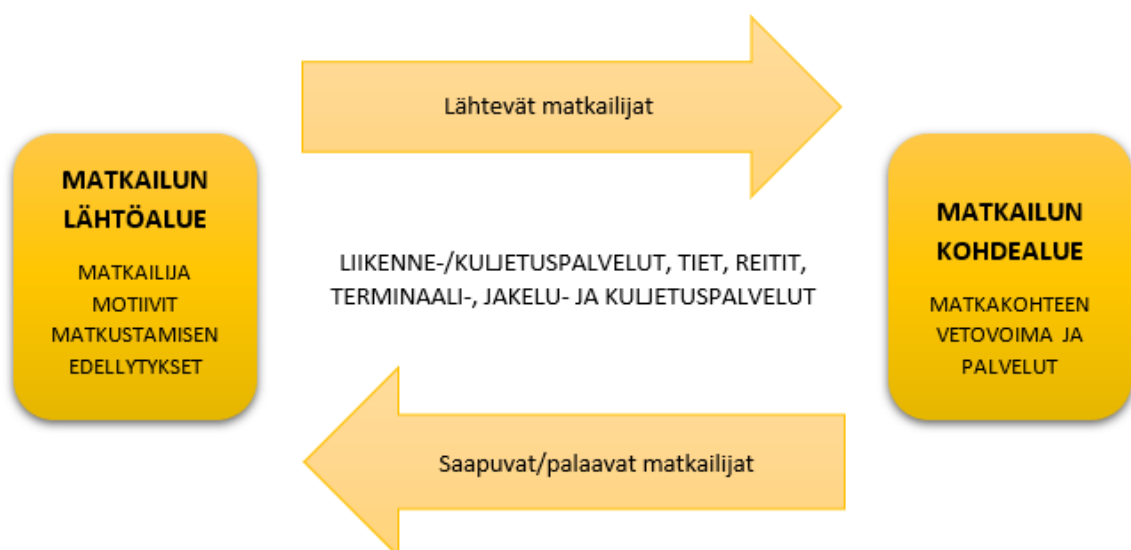 Lähtevät matkailijat
MATKAILUN
LÄHTÖALUE
MATKAILIJA
MOTIIVIT
MATKUSTAMISEN
EDELLYTYKSET
LIIKENNE-/KULJETUSPALVELUT, TIET, REITIT,
TERMINAALI-, JAKELU- JA KULJETUSPALVELUT
MATKAILUN
KOHDEALUE
MATKAKOHTEEN
VETOVOIMA JA
PALVELUT
Saapuvat/palaavat matkailijat